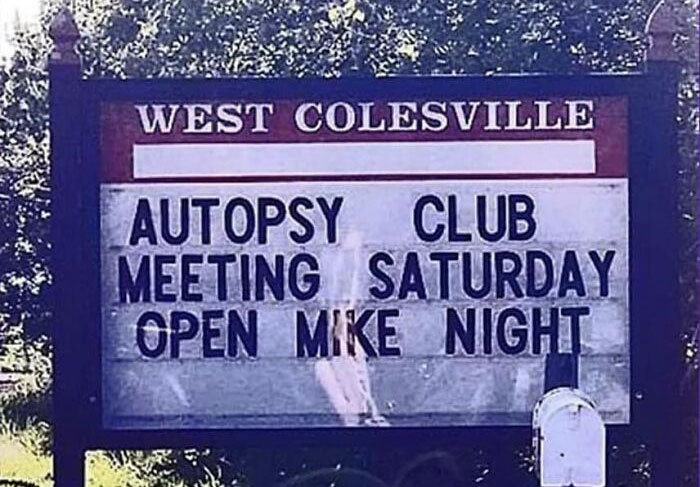 WEST COLESVILLE
AUTOPSY CLUB
MEETING SATURDAY
OPEN MIKE NIGHT